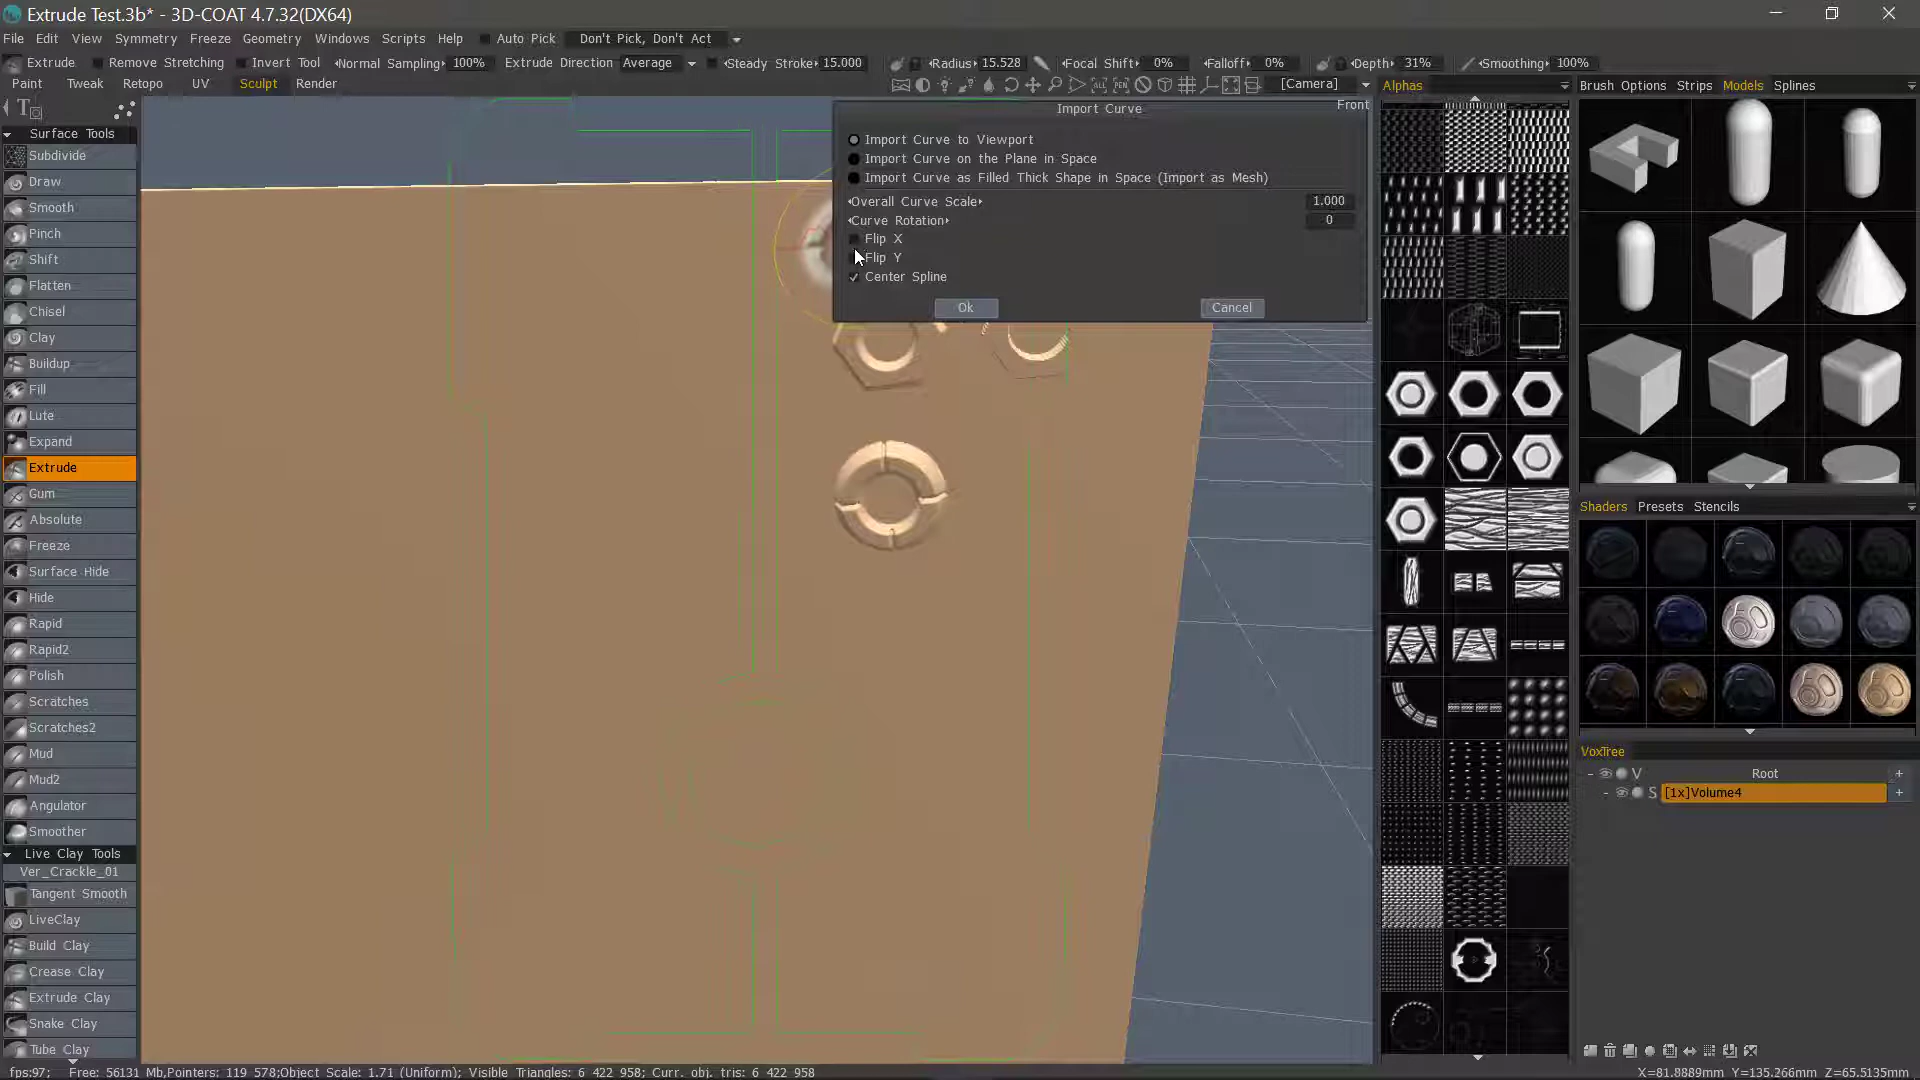 Extrude Test.3b* - 3D-COAT 4.7.32(DX64)
File Edit View Symmetry Freeze Geometry Windows Scripts Help Auto Pick Don't Pick, Don't Act
Extrude Remove Stretching Invert Tool Normal Sampling 100% Extrude Direction Average Steady Stroke 15.000 Radius 15.528 Focal Shift 0% Falloff 0% Depth 31% Smoothing 100%
Paint Tweak Retopo UV Sculpt Render [Camera]
Front
Import Curve
Import Curve to Viewport
Import Curve on the Plane in Space
Import Curve as Filled Thick Shape in Space (Import as Mesh)
Overall Curve Scale 1.000
Curve Rotation 0
Flip X
Flip Y
Center Spline
Ok Cancel
Surface Tools
Subdivide
Draw
Smooth
Pinch
Shift
Flatten
Chisel
Clay
Buildup
Fill
Lute
Expand
Extrude
Gum
Absolute
Freeze
Surface Hide
Hide
Rapid
Rapid2
Polish
Scratches
Scratches2
Mud
Mud2
Angulator
Smoother
Live Clay Tools
Ver_Crackle_01
Tangent Smooth
LiveClay
Build Clay
Crease Clay
Extrude Clay
Snake Clay
Tube Clay
Alphas
Brush Options Strips Models Splines
Shaders Presets Stencils
VoxTree
V Root +
S [1x]Volume4 +
fps:97; Free: 56131 Mb,Pointers: 119 578;Object Scale: 1.71 (Uniform); Visible Triangles: 6 422 958; Curr. obj. tris: 6 422 958
X=81.8889mm Y=135.266mm Z=65.5135mm